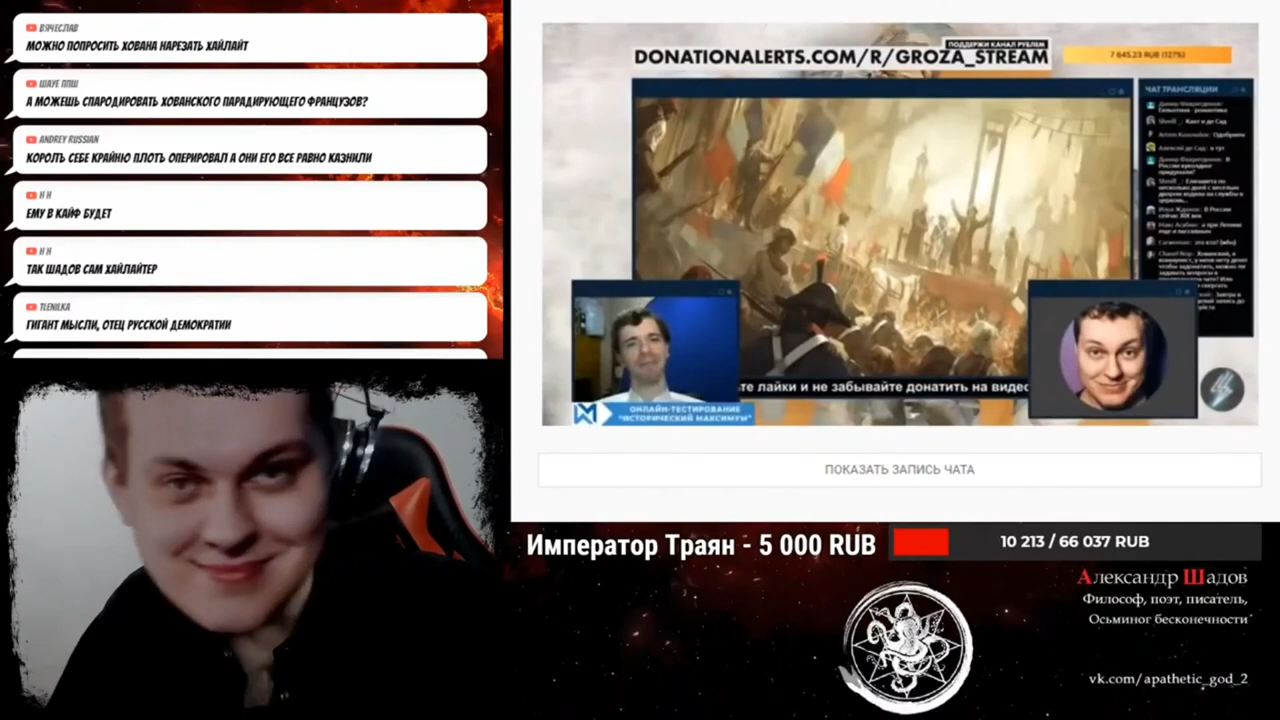 ВЯЧЕСЛАВ
МОЖНО ПОПРОСИТЬ ХОВАНА НАРЕЗАТЬ ХАЙЛАЙТ
ШАУЕ ППШ
А МОЖЕШЬ СПАРОДИРОВАТЬ ХОВАНСКОГО ПАРАДИРУЮЩЕГО ФРАНЦУЗОВ?
ANDREY RUSSIAN
КОРОЛЬ СЕБЕ КРАЙНЮ ПЛОТЬ ОПЕРИРОВАЛ А ОНИ ЕГО ВСЕ РАВНО КАЗНИЛИ
Н Н
ЕМУ В КАЙФ БУДЕТ
Н Н
ТАК ШАДОВ САМ ХАЙЛАЙТЕР
TLENILKA
ГИГАНТ МЫСЛИ, ОТЕЦ РУССКОЙ ДЕМОКРАТИИ
ПОДДЕРЖИ КАНАЛ РУБЛЕМ
DONATIONALERTS.COM/R/GROZA_STREAM
7 645.23 RUB (127%)
ЧАТ ТРАНСЛЯЦИИ
те лайки и не забывайте донатить на видео
ОНЛАЙН-ТЕСТИРОВАНИЕ
"ИСТОРИЧЕСКИЙ МАКСИМУМ"
ПОКАЗАТЬ ЗАПИСЬ ЧАТА
Император Траян - 5 000 RUB
10 213 / 66 037 RUB
Александр Шадов
Философ, поэт, писатель,
Осьминог бесконечности
vk.com/apathetic_god_2